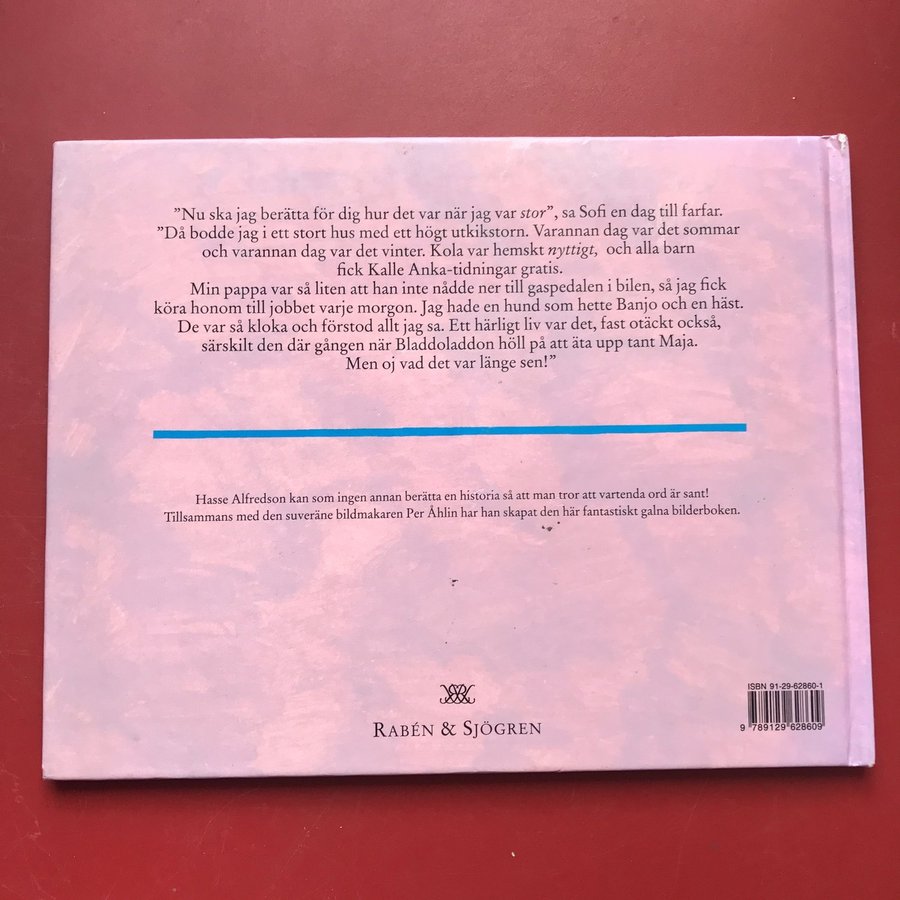 ”Nu ska jag berätta för dig hur det var när jag var stor”, sa Sofi en dag till farfar.
”Då bodde jag i ett stort hus med ett högt utkikstorn. Varannan dag var det sommar
och varannan dag var det vinter. Kola var hemskt nyttigt, och alla barn
fick Kalle Anka-tidningar gratis.
Min pappa var så liten att han inte nådde ner till gaspedalen i bilen, så jag fick
köra honom till jobbet varje morgon. Jag hade en hund som hette Banjo och en häst.
De var så kloka och förstod allt jag sa. Ett härligt liv var det, fast otäckt också,
särskilt den där gången när Bladdoladdon höll på att äta upp tant Maja.
Men oj vad det var länge sen!”
Hasse Alfredson kan som ingen annan berätta en historia så att man tror att vartenda ord är sant!
Tillsammans med den suveräne bildmakaren Per Åhlin har han skapat den här fantastiskt galna bilderboken.
RABÉN & SJÖGREN
ISBN 91-29-62860-1
9 789129 628609